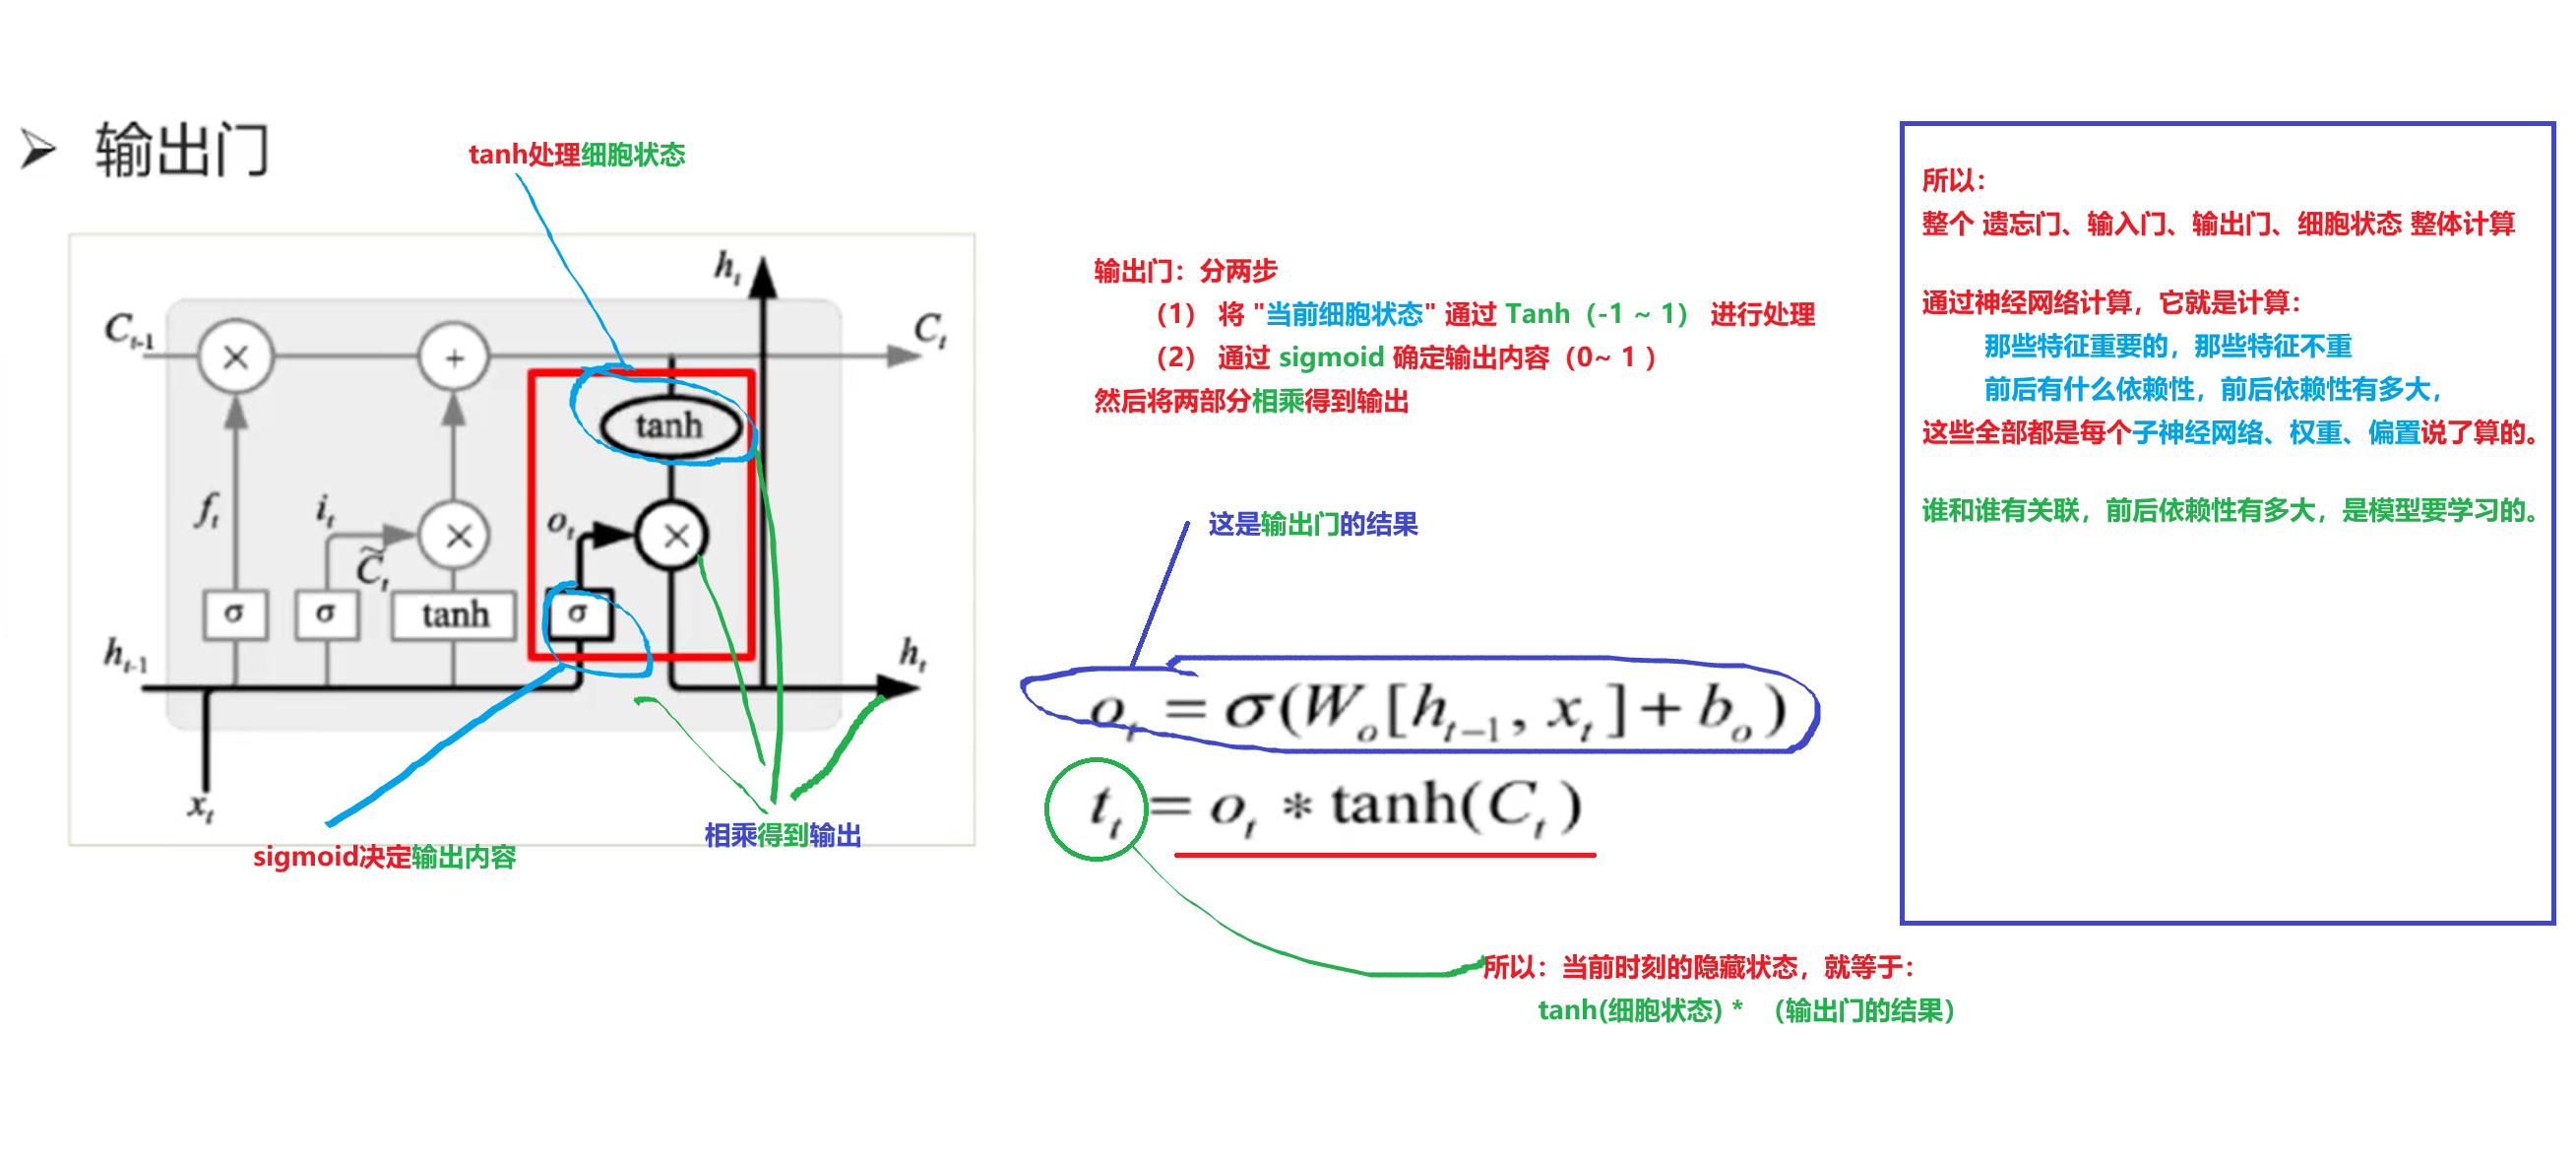 ➢ 输出门
tanh处理细胞状态
h_t
C_{t-1}
×
+
C_t
tanh
f_t
i_t
C̃_t
×
o_t
×
σ
σ
tanh
σ
h_{t-1}
h_t
x_t
sigmoid决定输出内容
相乘得到输出
输出门：分两步
（1） 将 "当前细胞状态" 通过 Tanh（-1 ~ 1） 进行处理
（2） 通过 sigmoid 确定输出内容（0~ 1 ）
然后将两部分相乘得到输出
这是输出门的结果
o_t = σ(W_o[h_{t-1}, x_t]+b_o)
t_t = o_t * tanh(C_t)
所以：当前时刻的隐藏状态，就等于：
tanh(细胞状态) * （输出门的结果）
所以：
整个 遗忘门、输入门、输出门、细胞状态 整体计算
通过神经网络计算，它就是计算：
那些特征重要的，那些特征不重
前后有什么依赖性，前后依赖性有多大，
这些全部都是每个子神经网络、权重、偏置说了算的。
谁和谁有关联，前后依赖性有多大，是模型要学习的。